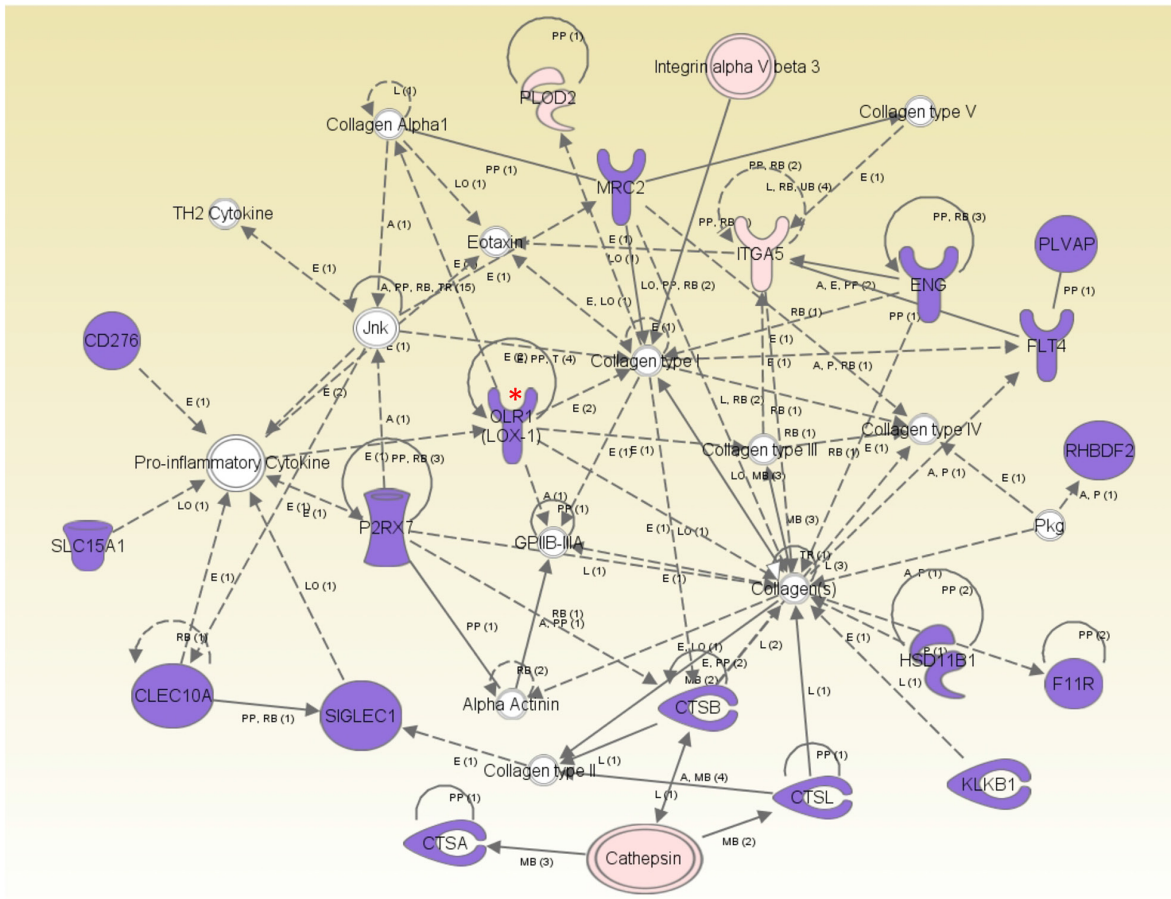 PP (1)
Integrin alpha V beta 3
PLOD2
L (1)
Collagen Alpha1
Collagen type V
PP (1)
LO (1)
MRC2
PP, RB (2)
L, RB, UB (4)
E (1)
TH2 Cytokine
A (1)
PP, RB
PP, RB (3)
Eotaxin
E (1)
LO (1)
ITGA5
PLVAP
E (1)
E
E (1)
A, PP, RB, TR (15)
LO, PP, RB (2)
A, E, PP (2)
ENG
PP (1)
E, LO (1)
RB (1)
PP (1)
Jnk
E (1)
E (1)
CD276
E (1)
Collagen type I
E (1)
FLT4
A, P, RB (1)
E (2)
*
E (1)
E (2)
L, RB (2)
RB (1)
A (1)
OLR1
(LOX-1)
Collagen type IV
RB (1)
Collagen type III
RB (1)
E (1)
RHBDF2
Pro-inflammatory Cytokine
E (1)
PP, RB (3)
LO, MB (3)
A, P (1)
E (1)
A, P (1)
LO (1)
A (1)
PP (1)
MB (3)
Pkg
SLC15A1
P2RX7
GPIIB-IIIA
E (1)
LO (1)
TR (1)
L (3)
L (1)
E (1)
LO (1)
E (1)
Collagen(s)
A, P (1)
PP (2)
RB (1)
RB (1)
A, PP (1)
PP (1)
E (1)
L (2)
PP (2)
E, LO (1)
E, PP (2)
P (1)
HSD11B1
RB (2)
MB (2)
L (1)
F11R
CLEC10A
PP, RB (1)
SIGLEC1
Alpha Actinin
CTSB
L (1)
E (1)
Collagen type II
L (1)
A, MB (4)
PP (1)
L (1)
CTSL
KLKB1
PP (1)
CTSA
MB (3)
Cathepsin
MB (2)